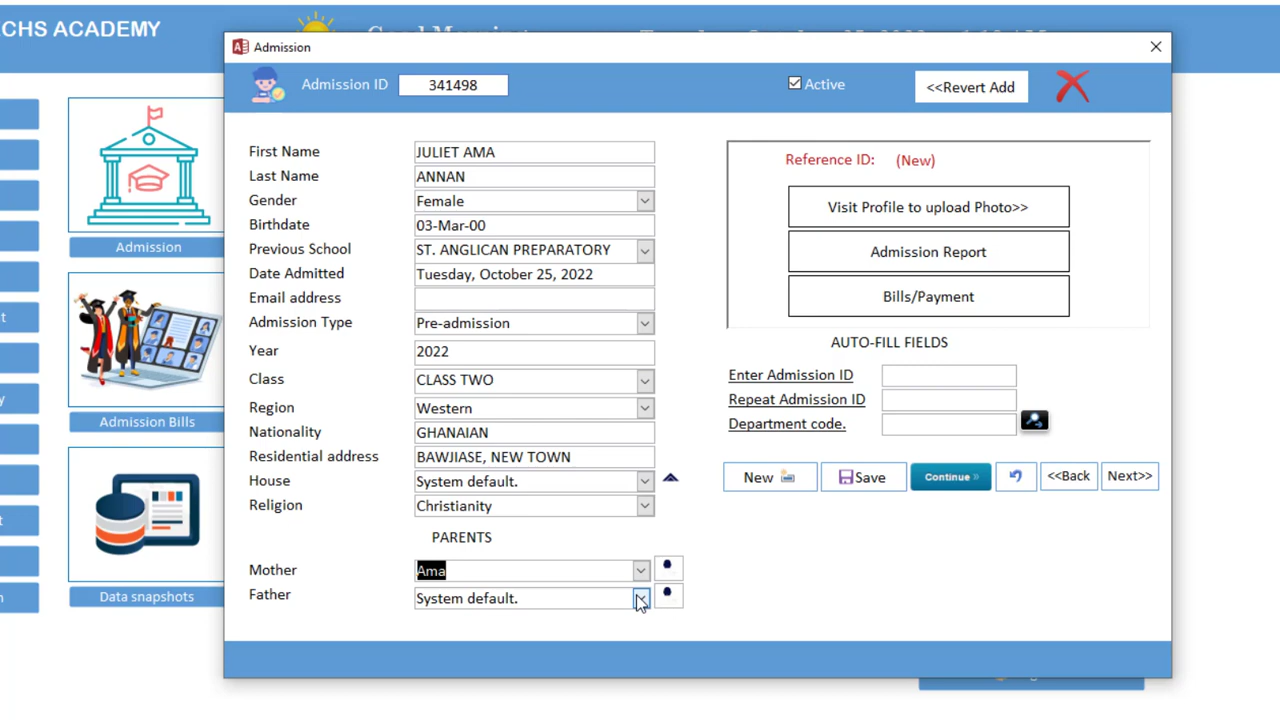 CHS ACADEMY
Admission
Admission ID 341498 Active <<Revert Add
First Name JULIET AMA
Last Name ANNAN
Gender Female
Birthdate 03-Mar-00
Previous School ST. ANGLICAN PREPARATORY
Date Admitted Tuesday, October 25, 2022
Email address
Admission Type Pre-admission
Year 2022
Class CLASS TWO
Region Western
Nationality GHANAIAN
Residential address BAWJIASE, NEW TOWN
House System default.
Religion Christianity
PARENTS
Mother Ama
Father System default.
Reference ID: (New)
Visit Profile to upload Photo>>
Admission Report
Bills/Payment
AUTO-FILL FIELDS
Enter Admission ID
Repeat Admission ID
Department code.
New Save Continue » <<Back Next>>
Admission
Admission Bills
Data snapshots